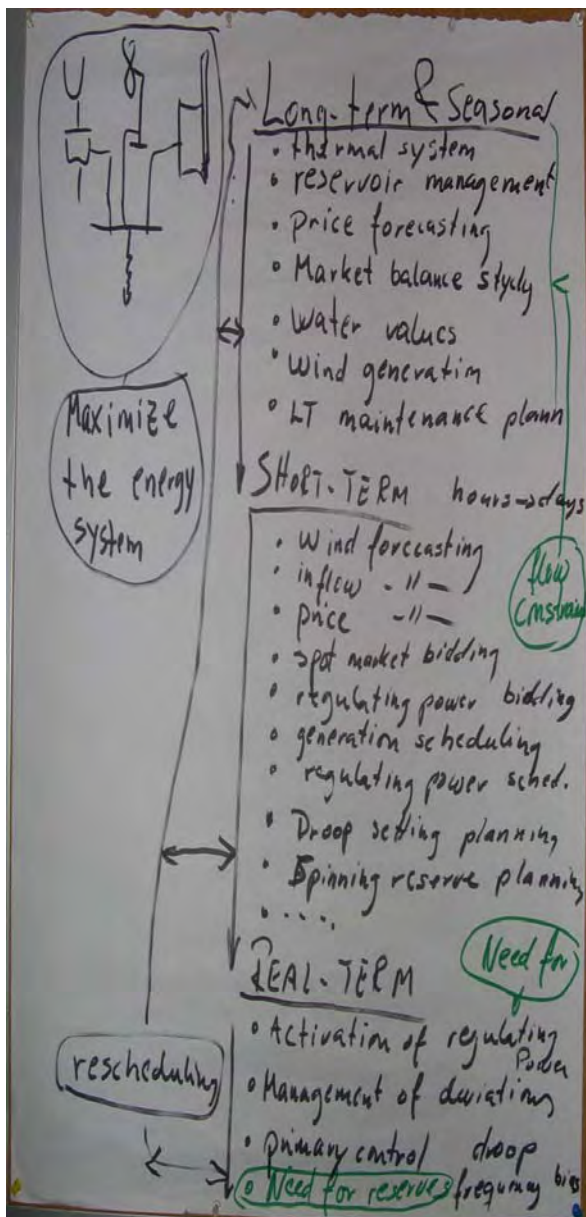 Long-term & Seasonal
• thermal system
• reservoir management
• Price forecasting
• Market balance study
• Water values
• Wind generation
• LT maintenance plann
Maximize
the energy
system
SHORT-TERM hours→days
• Wind forecasting
• inflow -"-
• price -"-
• spot market bidding
• regulating power bidding
• generation scheduling
• regulating power sched.
• Droop setting planning
• Spinning reserve planning
• ....
flow
constrain
REAL-TERM
Need for
• Activation of regulating
Power
• Management of deviations
• primary control droop
• Need for reserves frequency bias
rescheduling